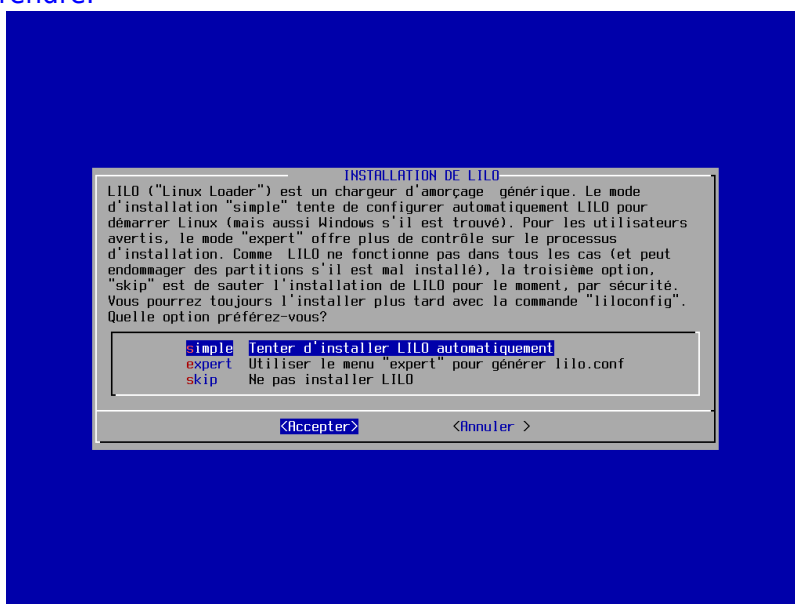 INSTALLATION DE LILO
LILO ("Linux Loader") est un chargeur d'amorçage  générique. Le mode
d'installation "simple" tente de configurer automatiquement LILO pour
démarrer Linux (mais aussi Windows s'il est trouvé). Pour les utilisateurs
avertis, le mode "expert" offre plus de contrôle sur le processus
d'installation. Comme  LILO ne fonctionne pas dans tous les cas (et peut
endommager des partitions s'il est mal installé), la troisième option,
"skip" est de sauter l'installation de LILO pour le moment, par sécurité.
Vous pourrez toujours l'installer plus tard avec la commande "liloconfig".
Quelle option préférez-vous?
simple  Tenter d'installer LILO automatiquement
expert  Utiliser le menu "expert" pour générer lilo.conf
skip  Ne pas installer LILO
<Accepter>  <Annuler >